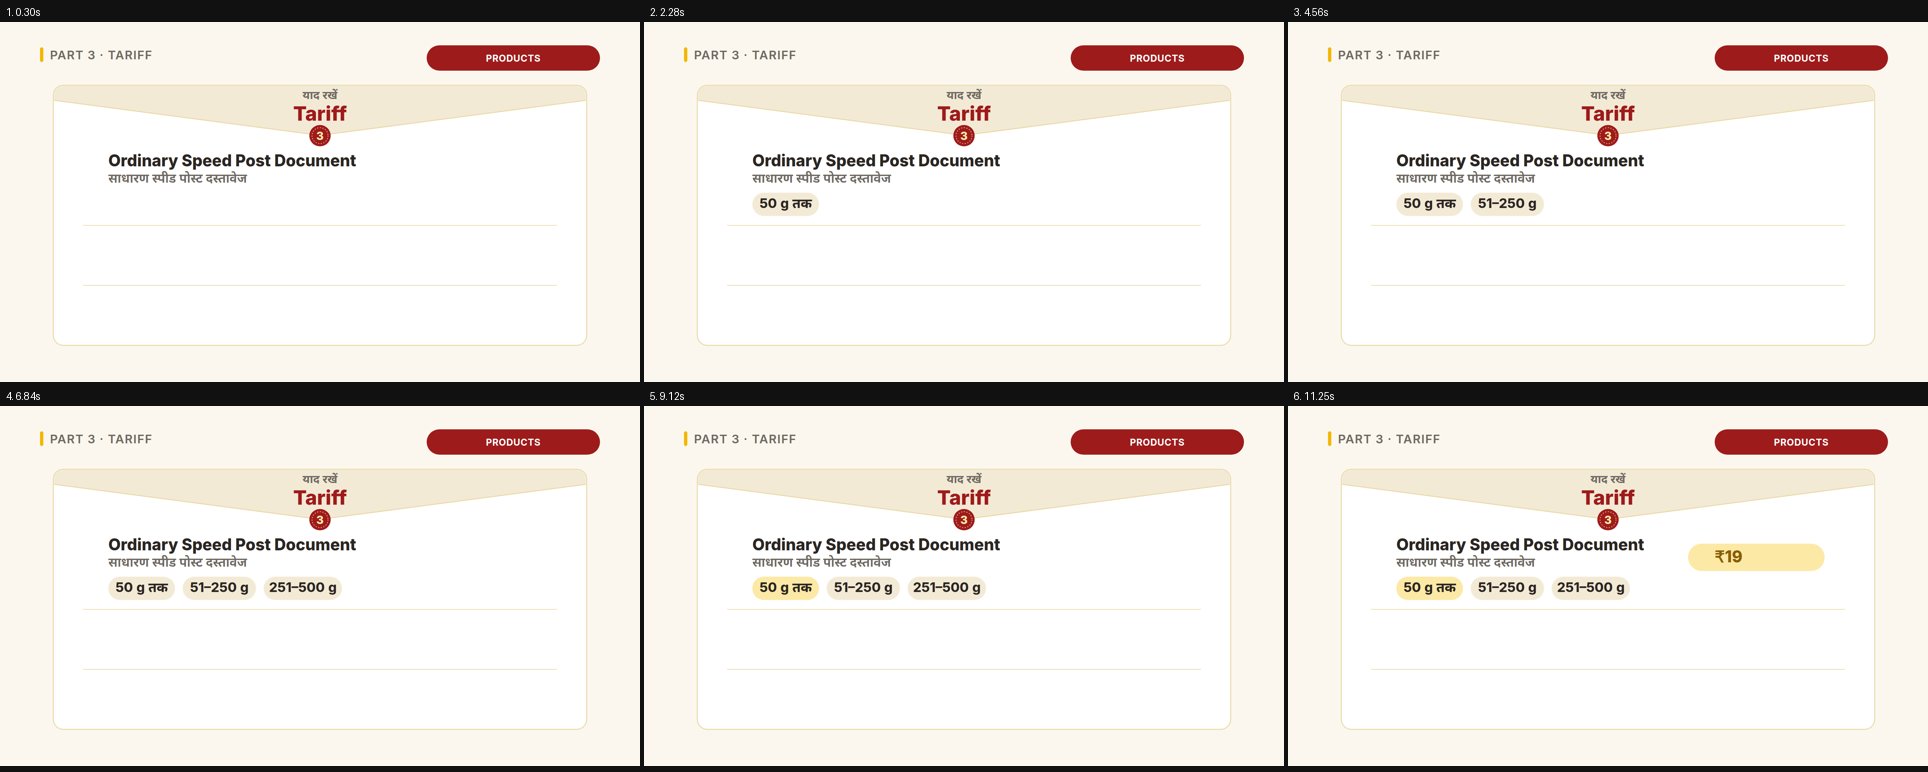 1. 0.30s
PART 3 · TARIFF
PRODUCTS
याद रखें
Tariff
3
Ordinary Speed Post Document
साधारण स्पीड पोस्ट दस्तावेज
2. 2.28s
PART 3 · TARIFF
PRODUCTS
याद रखें
Tariff
3
Ordinary Speed Post Document
साधारण स्पीड पोस्ट दस्तावेज
50 g तक
3. 4.56s
PART 3 · TARIFF
PRODUCTS
याद रखें
Tariff
3
Ordinary Speed Post Document
साधारण स्पीड पोस्ट दस्तावेज
50 g तक 51–250 g
4. 6.84s
PART 3 · TARIFF
PRODUCTS
याद रखें
Tariff
3
Ordinary Speed Post Document
साधारण स्पीड पोस्ट दस्तावेज
50 g तक 51–250 g 251–500 g
5. 9.12s
PART 3 · TARIFF
PRODUCTS
याद रखें
Tariff
3
Ordinary Speed Post Document
साधारण स्पीड पोस्ट दस्तावेज
50 g तक 51–250 g 251–500 g
6. 11.25s
PART 3 · TARIFF
PRODUCTS
याद रखें
Tariff
3
Ordinary Speed Post Document
₹19
साधारण स्पीड पोस्ट दस्तावेज
50 g तक 51–250 g 251–500 g